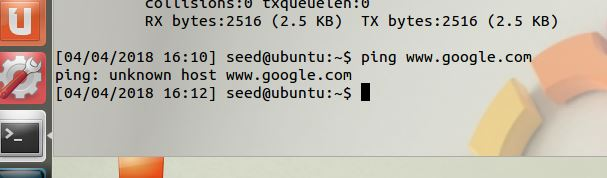 collisions:0 txqueuelen:0
RX bytes:2516 (2.5 KB)  TX bytes:2516 (2.5 KB)
[04/04/2018 16:10] seed@ubuntu:~$ ping www.google.com
ping: unknown host www.google.com
[04/04/2018 16:12] seed@ubuntu:~$